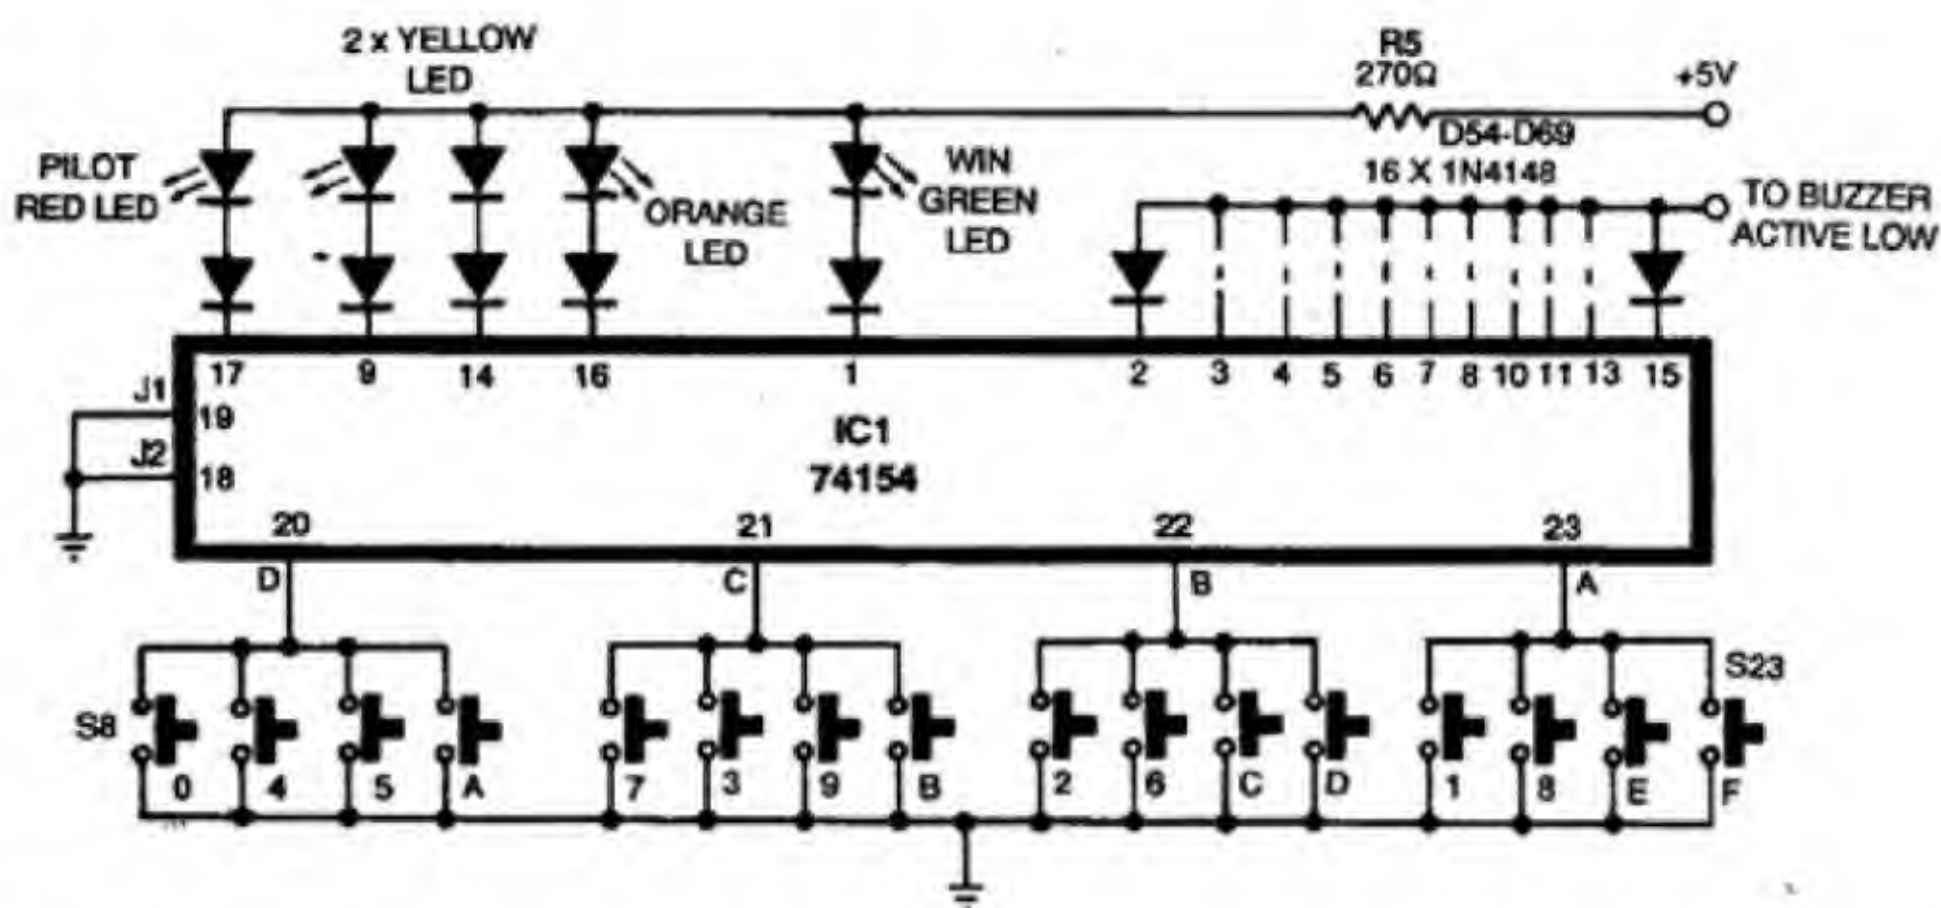 2 x YELLOW
LED
R5
270Ω
+5V
D54-D69
16 X 1N4148
PILOT
RED LED
ORANGE
LED
WIN
GREEN
LED
TO BUZZER
ACTIVE LOW
17 9 14 16 1 2 3 4 5 6 7 8 10 11 13 15
J1
19
J2
18
IC1
74154
20 21 22 23
D C B A
S8
S23
0 4 5 A 7 3 9 B 2 6 C D 1 8 E F